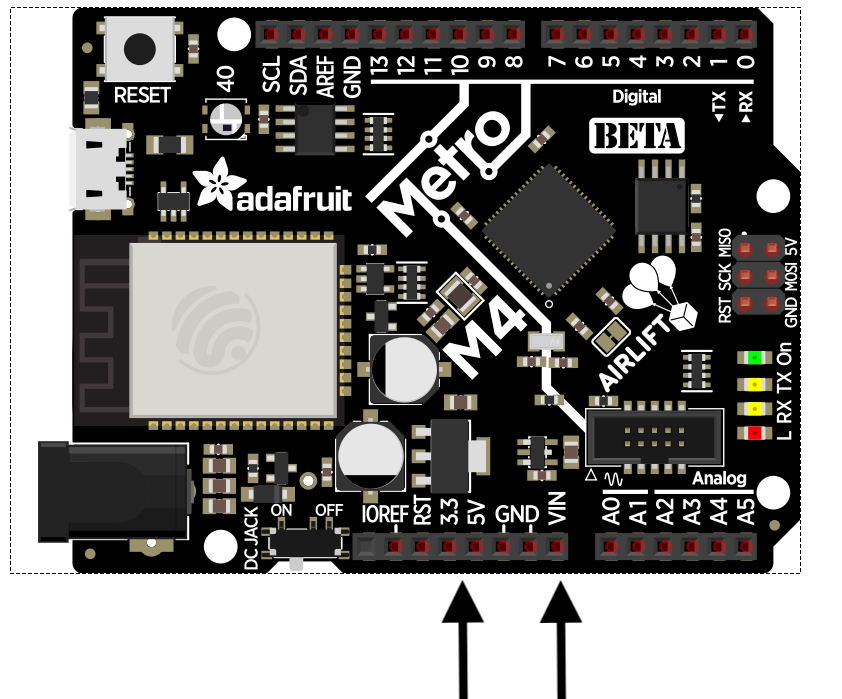 RESET
40
SCL SDA AREF GND 13 12 11 10 9 8
7 6 5 4 3 2 1 0
Digital
◄TX
►RX
BETA
Metro
adafruit
M4
AIRLIFT
RST SCK MISO
GND MOSI 5V
L RX TX On
DC JACK
ON OFF
IOREF RST 3.3 5V GND VIN
Analog
A0 A1 A2 A3 A4 A5